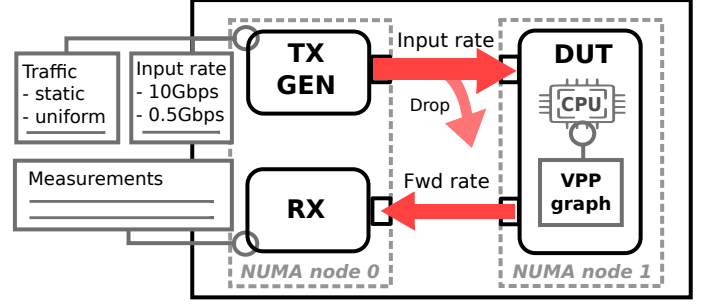 Traffic
- static
- uniform
Input rate
- 10Gbps
- 0.5Gbps
Measurements
TX
GEN
RX
NUMA node 0
Input rate
Drop
Fwd rate
DUT
CPU
VPP
graph
NUMA node 1